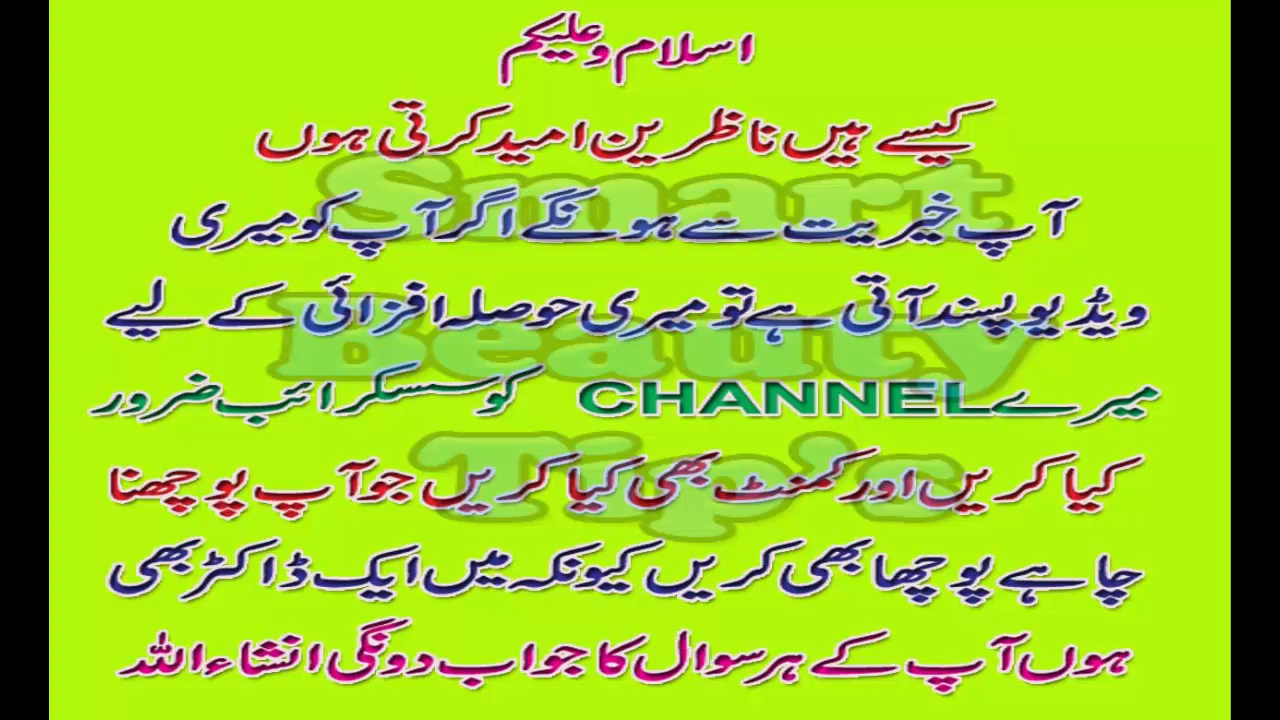 اسلام و علیکم
کیسے ہیں ناظرین امید کرتی ہوں
آپ خیریت سے ہونگے اگر آپ کو میری
ویڈیو پسند آتی ہے تو میری حوصلہ افزائی کے لیے
میرے CHANNEL کو سسسکرائب ضرور
کیا کریں اور کمنٹ بھی کیا کریں جو آپ پوچھنا
چاہے پوچھا بھی کریں کیونکہ میں ایک ڈاکٹر بھی
ہوں آپ کے ہر سوال کا جواب دونگی انشاءاللہ
Smart
Beauty
Tip's